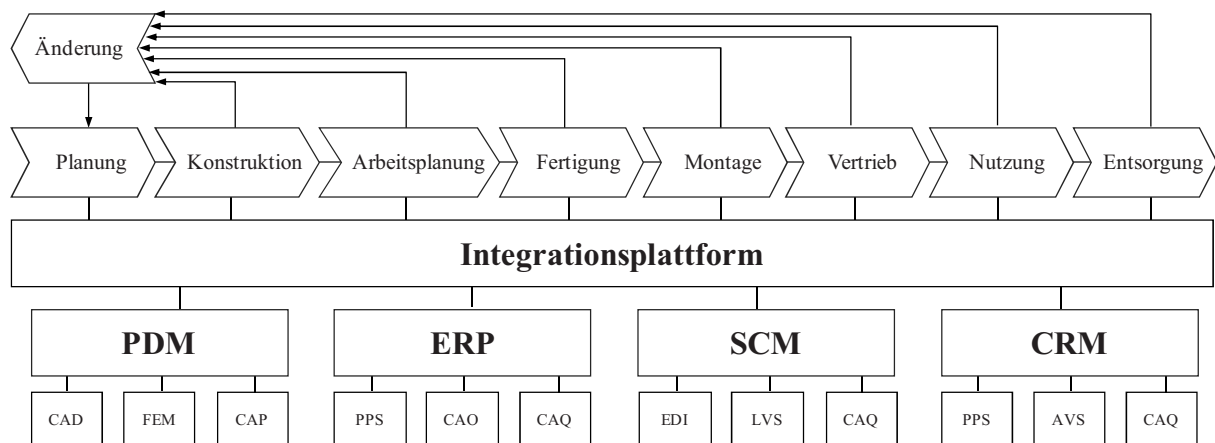 Änderung
Planung Konstruktion Arbeitsplanung Fertigung Montage Vertrieb Nutzung Entsorgung
Integrationsplattform
PDM ERP SCM CRM
CAD FEM CAP PPS CAO CAQ EDI LVS CAQ PPS AVS CAQ